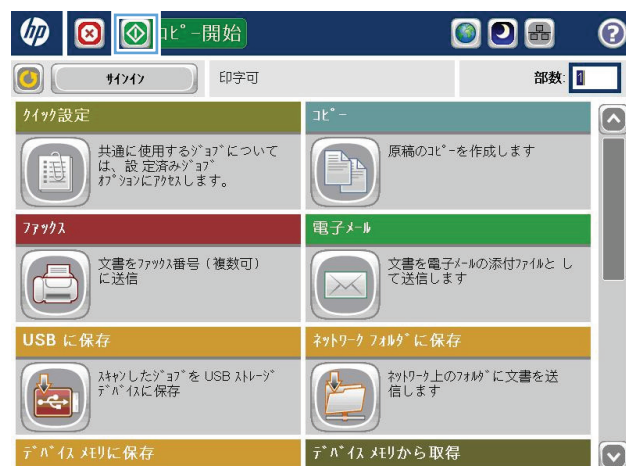 hp コピー開始
サインイン 印字可 部数: 1
クイック設定
共通に使用するジョブについて
は、設 定済みジョブ
オプションにアクセスしま
す。
コピー
原稿のコピーを作成します
ファックス
文書をファックス番号（複数可）
に送信
電子メール
文書を電子メールの添付ファイルと し
て送信しま
す
USB に保存
スキャンしたジョブを USB ストレージ
デバイスに保存
ネットワーク フォルダに保存
ネットワーク上のフォルダに文書を送
信します
デバイス メモリに保存
デバイス メモリから取得